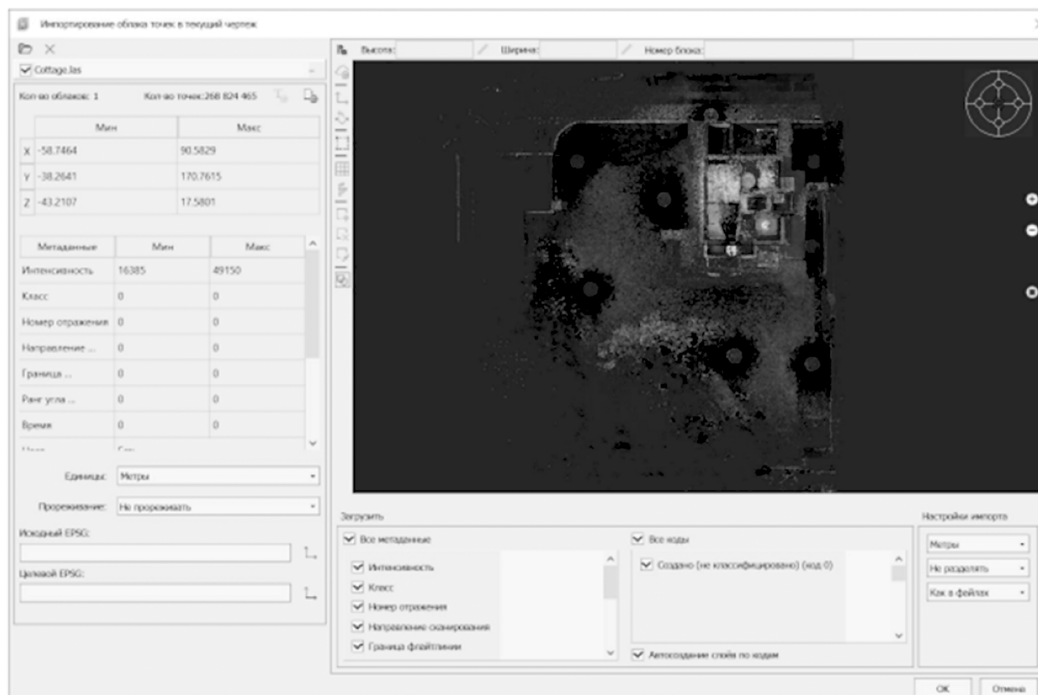 Импортирование облака точек в текущий чертеж
Cottage.las
Кол-во облаков: 1 Кол-во точек:268 824 465
Мин Макс
X -58.7464 90.5829
Y -38.2641 170.7615
Z -43.2107 17.5801
Метаданные Мин Макс
Интенсивность 16385 49150
Класс 0 0
Номер отражения 0 0
Направление ... 0 0
Граница ... 0 0
Ранг угла ... 0 0
Время 0 0
Единицы: Метры
Прореживание: Не прореживать
Исходный EPSG:
Целевой EPSG:
Высота: Ширина: Номер блока:
Загрузить
Все метаданные
Интенсивность
Класс
Номер отражения
Направление сканирования
Граница флайтлинии
Все коды
Создано (не классифицировано) (код 0)
Автосоздание слоёв по кодам
Настройки импорта
Метры
Не разделять
Как в файлах
OK Отмена